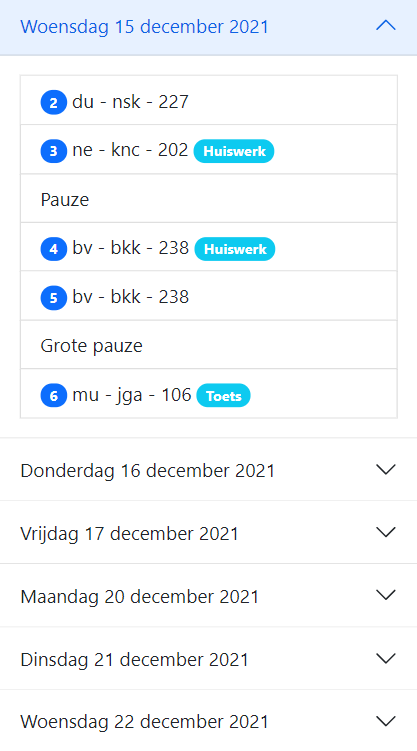 Woensdag 15 december 2021
2 du - nsk - 227
3 ne - knc - 202 Huiswerk
Pauze
4 bv - bkk - 238 Huiswerk
5 bv - bkk - 238
Grote pauze
6 mu - jga - 106 Toets
Donderdag 16 december 2021
Vrijdag 17 december 2021
Maandag 20 december 2021
Dinsdag 21 december 2021
Woensdag 22 december 2021